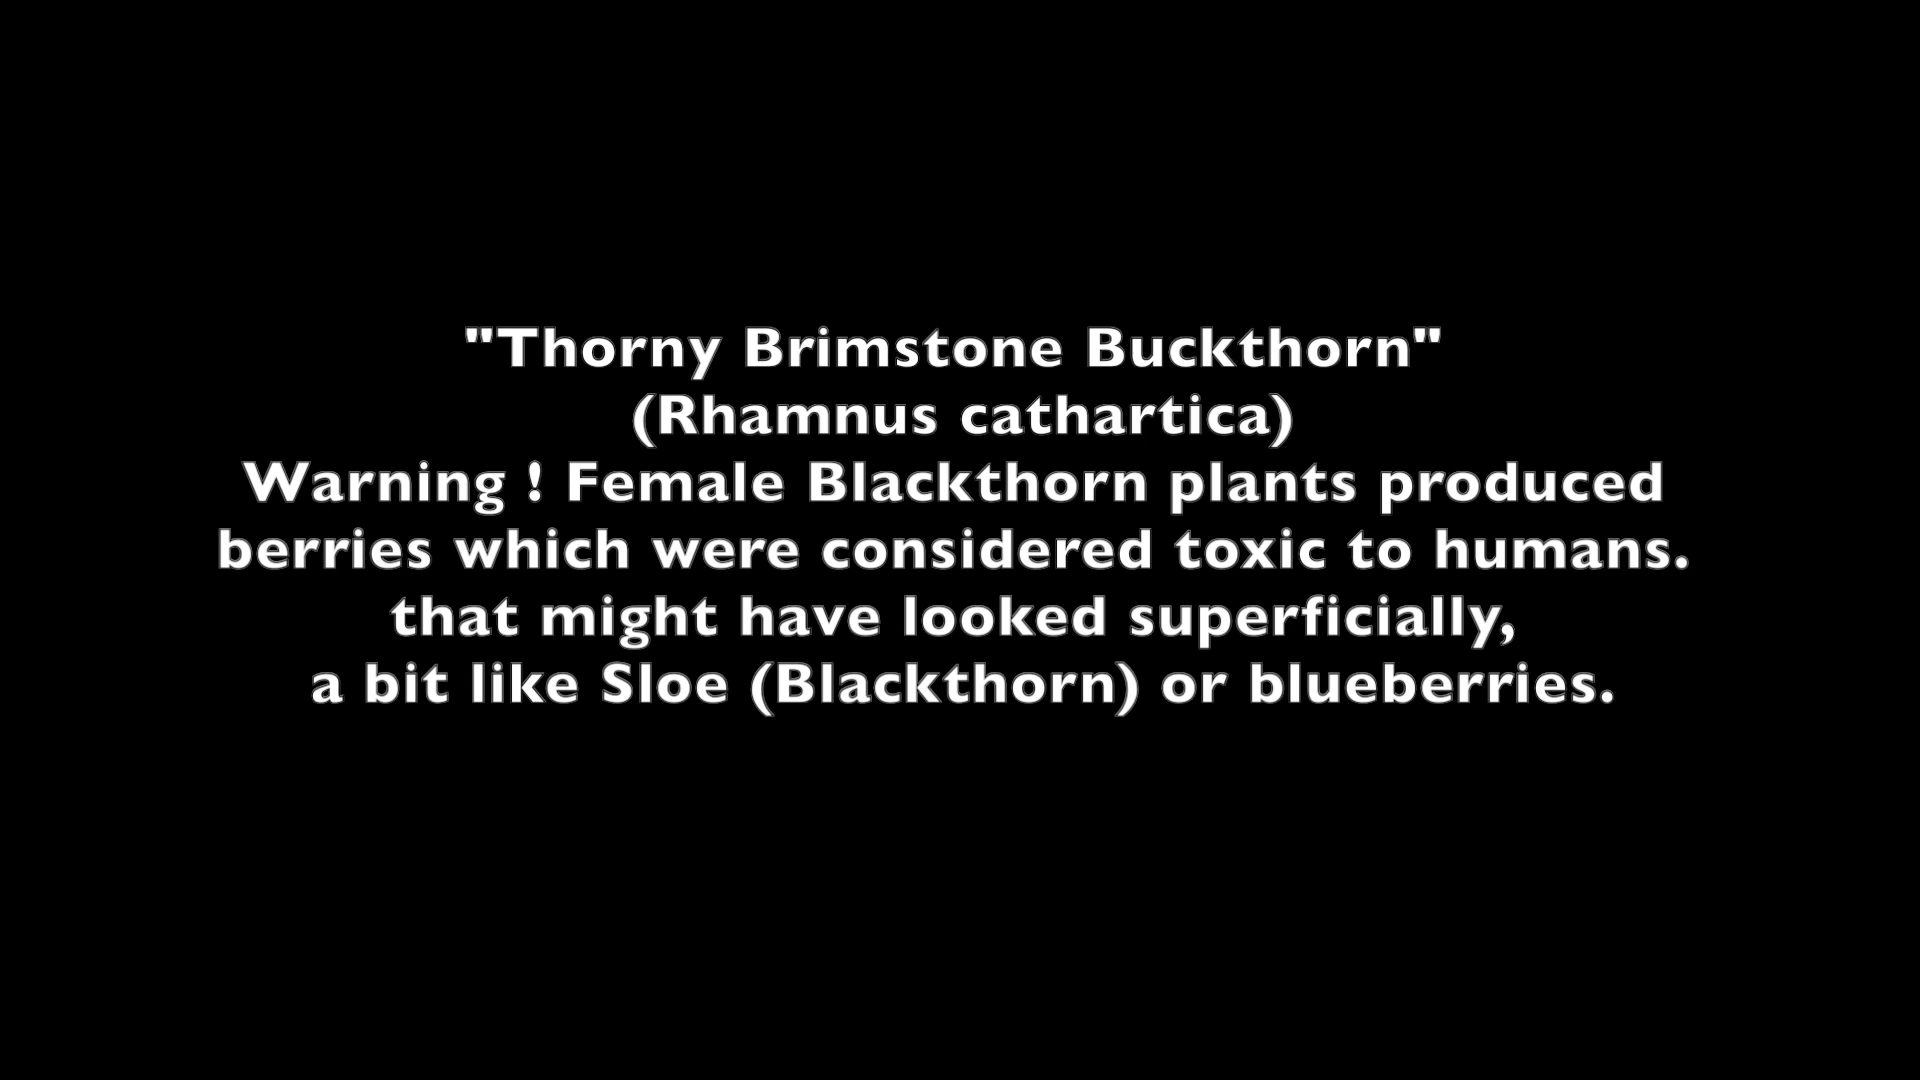 "Thorny Brimstone Buckthorn"
(Rhamnus cathartica)
Warning ! Female Blackthorn plants produced
berries which were considered toxic to humans.
that might have looked superficially,
a bit like Sloe (Blackthorn) or blueberries.